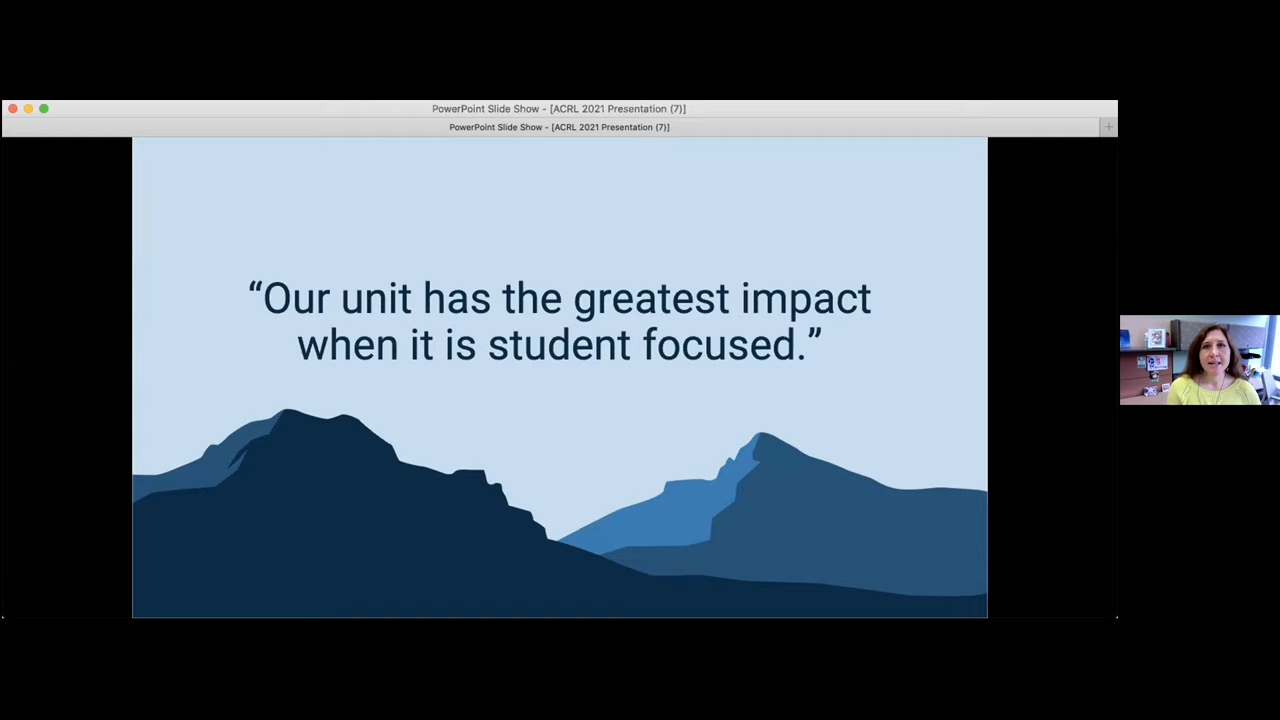 PowerPoint Slide Show - [ACRL 2021 Presentation (7)]
PowerPoint Slide Show - [ACRL 2021 Presentation (7)]
“Our unit has the greatest impact
when it is student focused.”